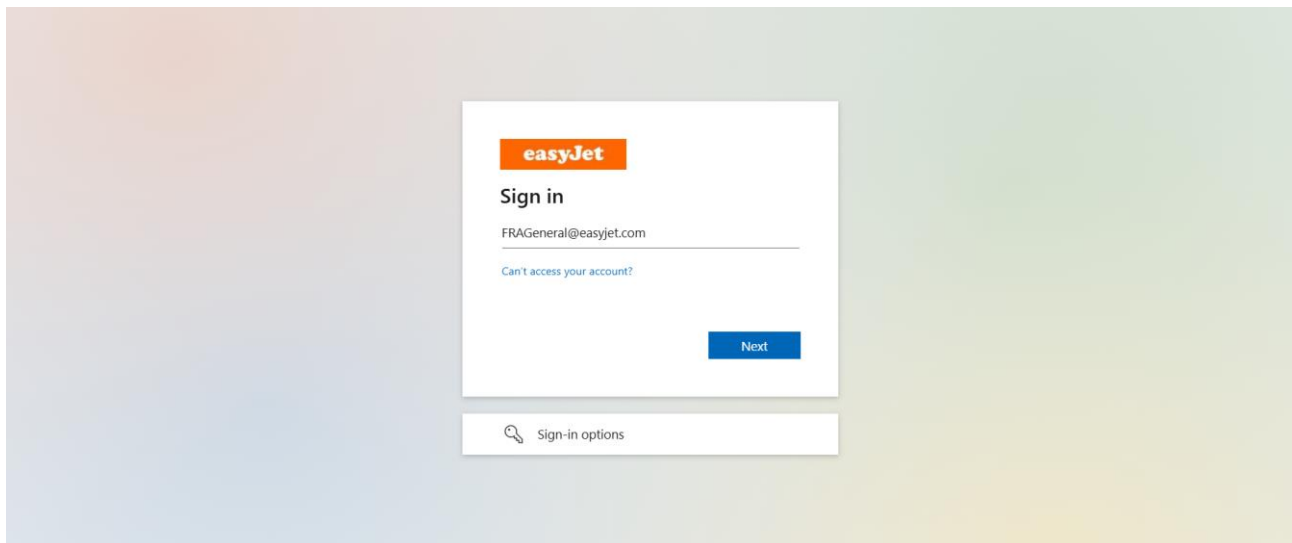 easyJet
Sign in
FRAGeneral@easyjet.com
Can't access your account?
Next
Sign-in options